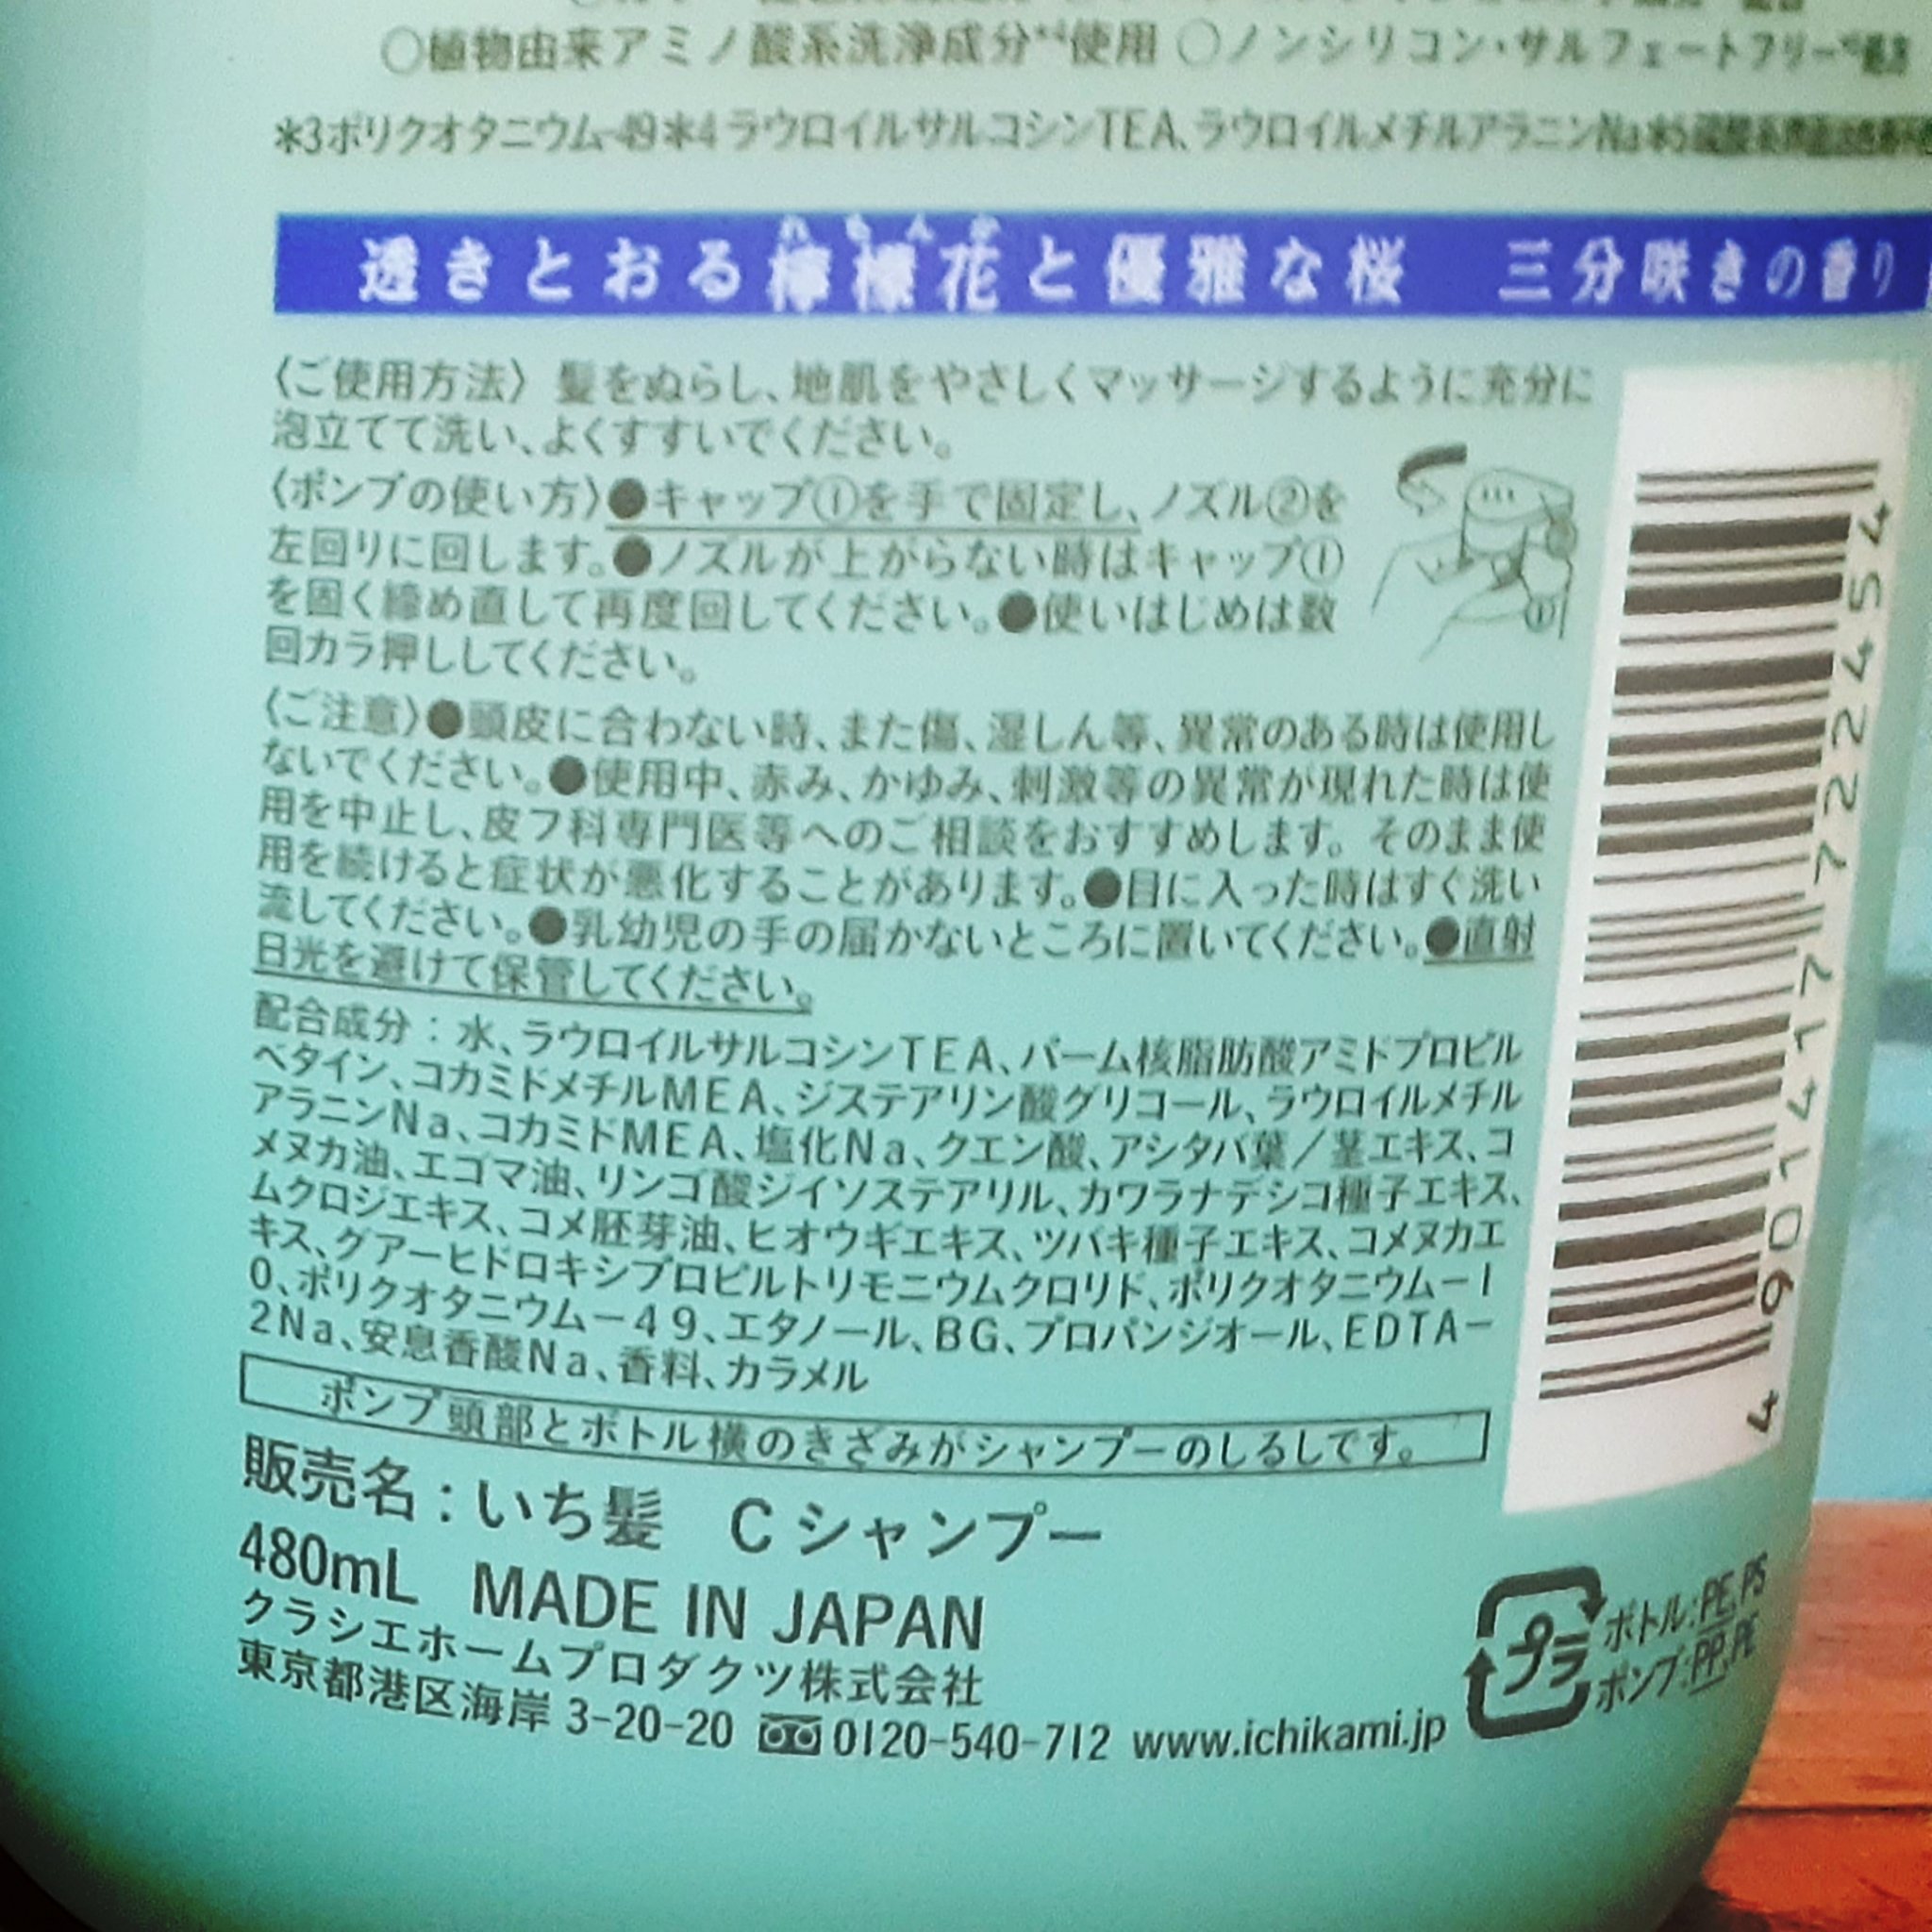 〇植物由来アミノ酸系洗浄成分*4使用 〇ノンシリコン・サルフェートフリー*5処方
*3ポリクオタニウム-49*4ラウロイルサルコシンTEA、ラウロイルメチルアラニンNa*5
れもんか
透きとおる檸檬花と優雅な桜 三分咲きの香り
〈ご使用方法〉髪をぬらし、地肌をやさしくマッサージするように充分に
泡立てて洗い、よくすすいでください。
〈ポンプの使い方〉●キャップ①を手で固定し、ノズル②を
左回りに回します。●ノズルが上がらない時はキャップ①
を固く締め直して再度回してください。●使いはじめは数
回カラ押ししてください。
〈ご注意〉●頭皮に合わない時、また傷、湿しん等、異常のある時は使用し
ないでください。●使用中、赤み、かゆみ、刺激等の異常が現れた時は使
用を中止し、皮フ科専門医等へのご相談をおすすめします。そのまま使
用を続けると症状が悪化することがあります。●目に入った時はすぐ洗い
流してください。●乳幼児の手の届かないところに置いてください。●直射
日光を避けて保管してください。
配合成分：水、ラウロイルサルコシンTEA、パーム核脂肪酸アミドプロピル
ベタイン、コカミドメチルMEA、ジステアリン酸グリコール、ラウロイルメチル
アラニンNa、コカミドMEA、塩化Na、クエン酸、アシタバ葉／茎エキス、コ
メヌカ油、エゴマ油、リンゴ酸ジイソステアリル、カワラナデシコ種子エキス、
ムクロジエキス、コメ胚芽油、ヒオウギエキス、ツバキ種子エキス、コメヌカエ
キス、グアーヒドロキシプロピルトリモニウムクロリド、ポリクオタニウムー1
0、ポリクオタニウムー49、エタノール、BG、プロパンジオール、EDTAー
2Na、安息香酸Na、香料、カラメル
ポンプ頭部とボトル横のきざみがシャンプーのしるしです。
販売名：いち髪 Cシャンプー
480mL MADE IN JAPAN
クラシエホームプロダクツ株式会社
東京都港区海岸 3-20-20 0120-540-712 www.ichikami.jp
プラ
ボトル:PE,PS
ポンプ:PP,PE
4542277171410964